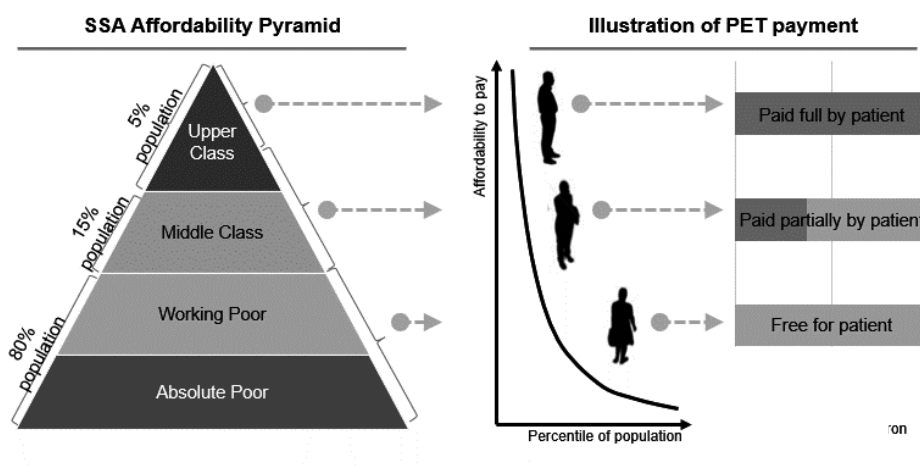 SSA Affordability Pyramid
5%
population
Upper
Class
15%
population
Middle Class
80%
population
Working Poor
Absolute Poor
Illustration of PET payment
Affordability to pay
Percentile of population
Paid full by patient
Paid partially by patient
Free for patient
ron